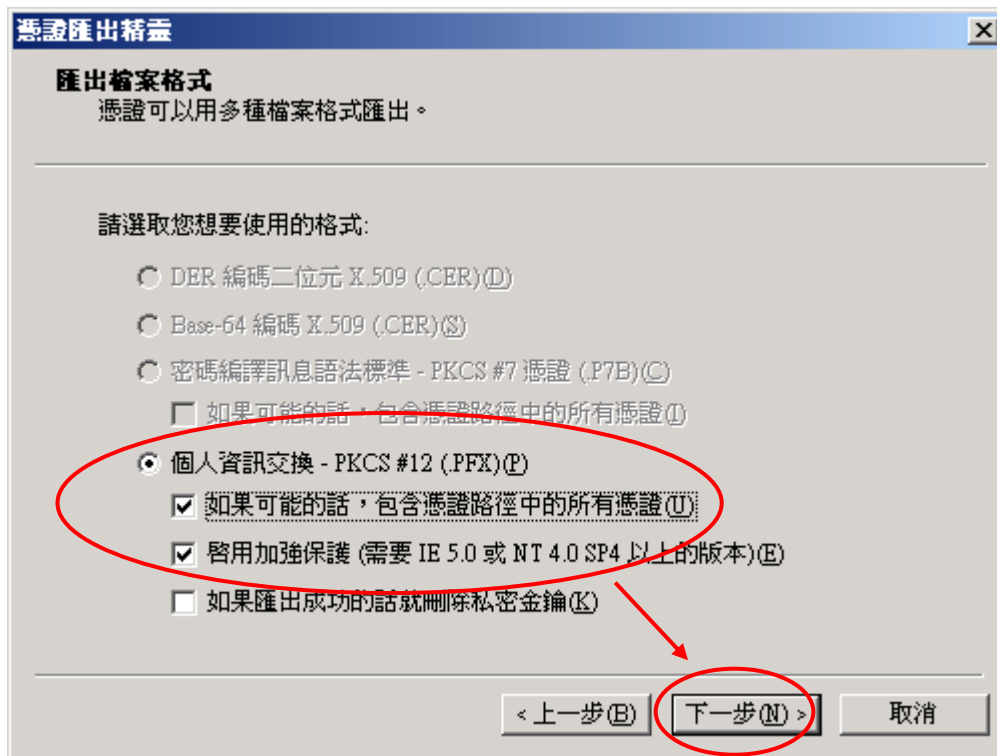 憑證匯出精靈
匯出檔案格式
憑證可以用多種檔案格式匯出。
請選取您想要使用的格式:
DER 編碼二位元 X.509 (.CER)(D)
Base-64 編碼 X.509 (.CER)(S)
密碼編譯訊息語法標準 - PKCS #7 憑證 (.P7B)(C)
如果可能的話，包含憑證路徑中的所有憑證(I)
個人資訊交換 - PKCS #12 (.PFX)(P)
如果可能的話，包含憑證路徑中的所有憑證(U)
啓用加強保護 (需要 IE 5.0 或 NT 4.0 SP4 以上的版本)(E)
如果匯出成功的話就刪除私密金鑰(K)
< 上一步(B) 下一步(N) > 取消